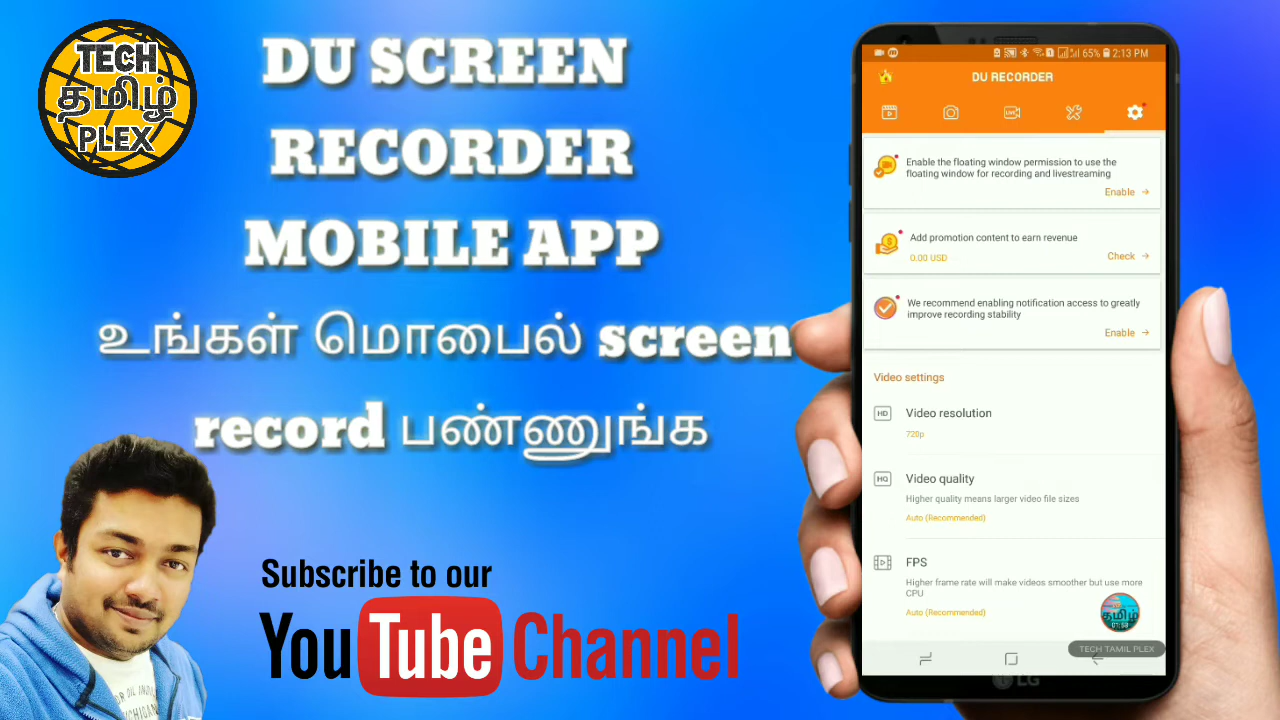 TECH
தமிழ்
PLEX
DU SCREEN
RECORDER
MOBILE APP
உங்கள் மொபைல் screen
record பண்ணுங்க
Subscribe to our
YouTube Channel
65% 2:13 PM
DU RECORDER
LIVE
Enable the floating window permission to use the
floating window for recording and livestreaming
Enable →
Add promotion content to earn revenue
0.00 USD
Check →
We recommend enabling notification access to greatly
improve recording stability
Enable →
Video settings
HD
Video resolution
720p
HQ
Video quality
Higher quality means larger video file sizes
Auto (Recommended)
FPS
Higher frame rate will make videos smoother but use more
CPU
Auto (Recommended)
தமிழ்
TECH TAMIL PLEX
LG